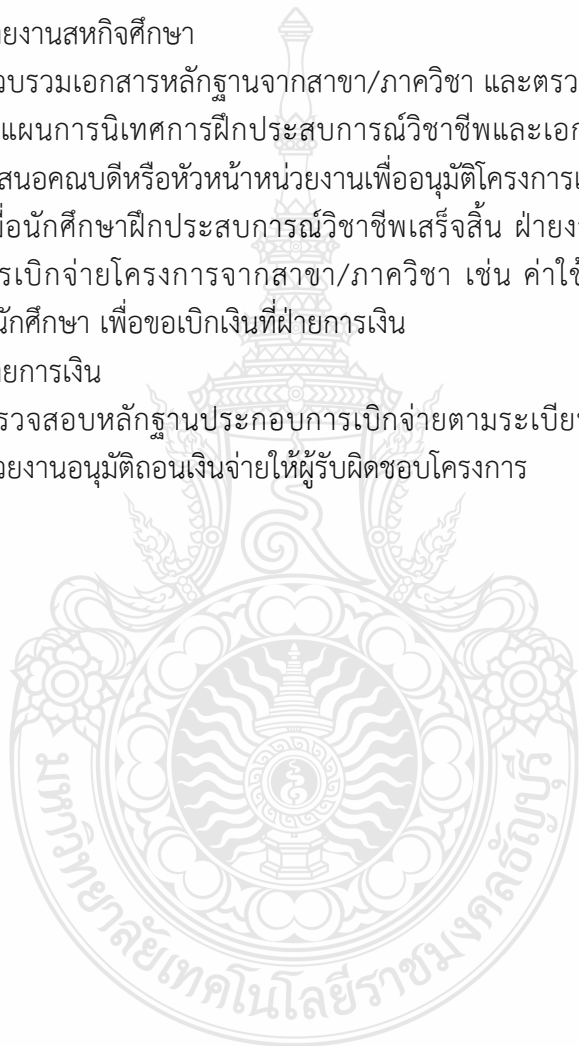 ายงานสหกิจศึกษา
วบรวมเอกสารหลักฐานจากสาขา/ภาควิชา และตรว
แผนการนิเทศการฝึกประสบการณ์วิชาชีพและเอก
สนอคณบดีหรือหัวหน้าหน่วยงานเพื่ออนุมัติโครงการเ
มื่อนักศึกษาฝึกประสบการณ์วิชาชีพเสร็จสิ้น ฝ่ายง
ารเบิกจ่ายโครงการจากสาขา/ภาควิชา เช่น ค่าใช้
นักศึกษา เพื่อขอเบิกเงินที่ฝ่ายการเงิน
ายการเงิน
รวจสอบหลักฐานประกอบการเบิกจ่ายตามระเบีย
วยงานอนุมัติถอนเงินจ่ายให้ผู้รับผิดชอบโครงการ
มหาวิทยาลัยเทคโนโลยีราชมงคลธัญบุรี